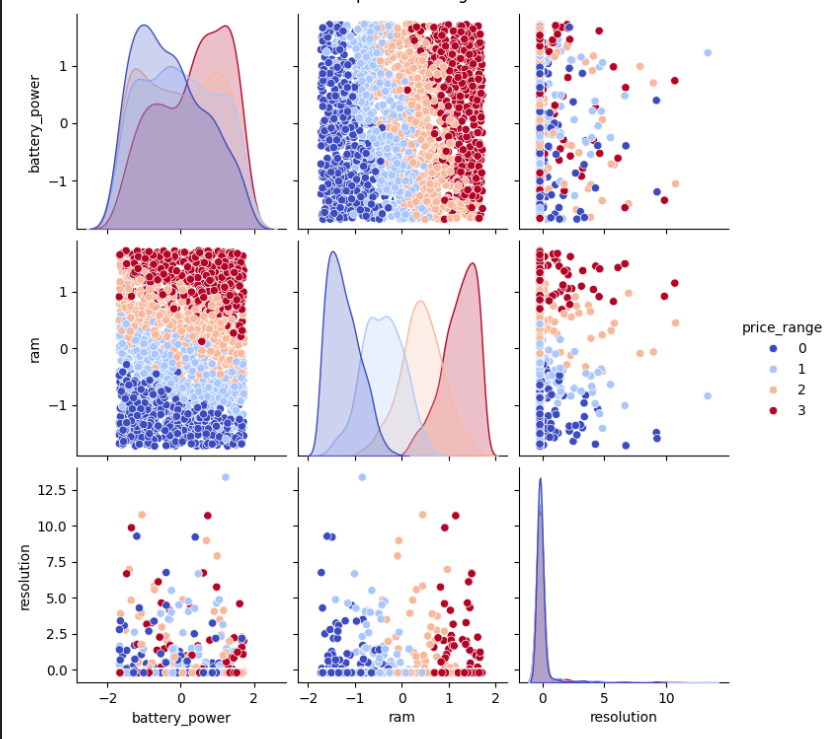 battery_power
1
0
−1
ram
1
0
−1
price_range
0
1
2
3
resolution
12.5
10.0
7.5
5.0
2.5
0.0
−2 0 2
−2 −1 0 1 2
0 5 10
battery_power ram resolution